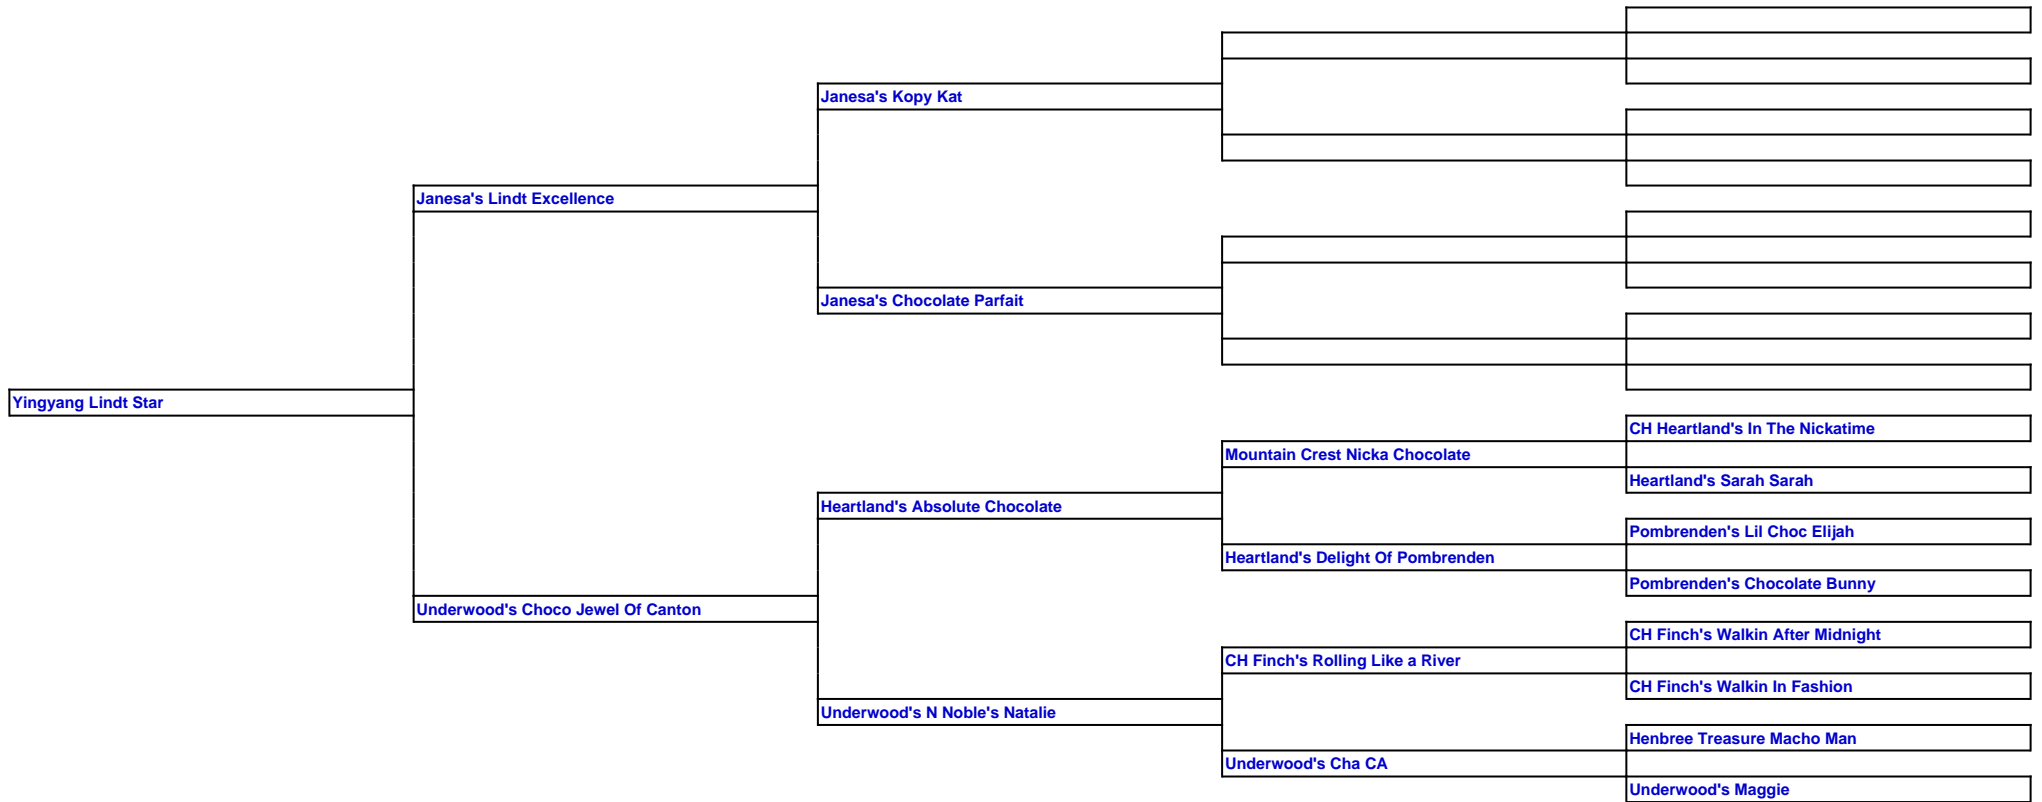 Janesa's Kopy Kat
Janesa's Lindt Excellence
Janesa's Chocolate Parfait
Yingyang Lindt Star
CH Heartland's In The Nickatime
Mountain Crest Nicka Chocolate
Heartland's Sarah Sarah
Heartland's Absolute Chocolate
Pombrenden's Lil Choc Elijah
Heartland's Delight Of Pombrenden
Pombrenden's Chocolate Bunny
Underwood's Choco Jewel Of Canton
CH Finch's Walkin After Midnight
CH Finch's Rolling Like a River
CH Finch's Walkin In Fashion
Underwood's N Noble's Natalie
Henbree Treasure Macho Man
Underwood's Cha CA
Underwood's Maggie